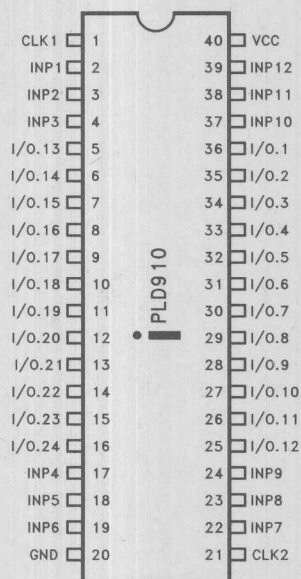 CLK1 1 40 VCC
INP1 2 39 INP12
INP2 3 38 INP11
INP3 4 37 INP10
I/O.13 5 36 I/O.1
I/O.14 6 35 I/O.2
I/O.15 7 34 I/O.3
I/O.16 8 33 I/O.4
I/O.17 9 32 I/O.5
I/O.18 10 31 I/O.6
I/O.19 11 30 I/O.7
I/O.20 12 29 I/O.8
I/O.21 13 28 I/O.9
I/O.22 14 27 I/O.10
I/O.23 15 26 I/O.11
I/O.24 16 25 I/O.12
INP4 17 24 INP9
INP5 18 23 INP8
INP6 19 22 INP7
GND 20 21 CLK2
iPLD910